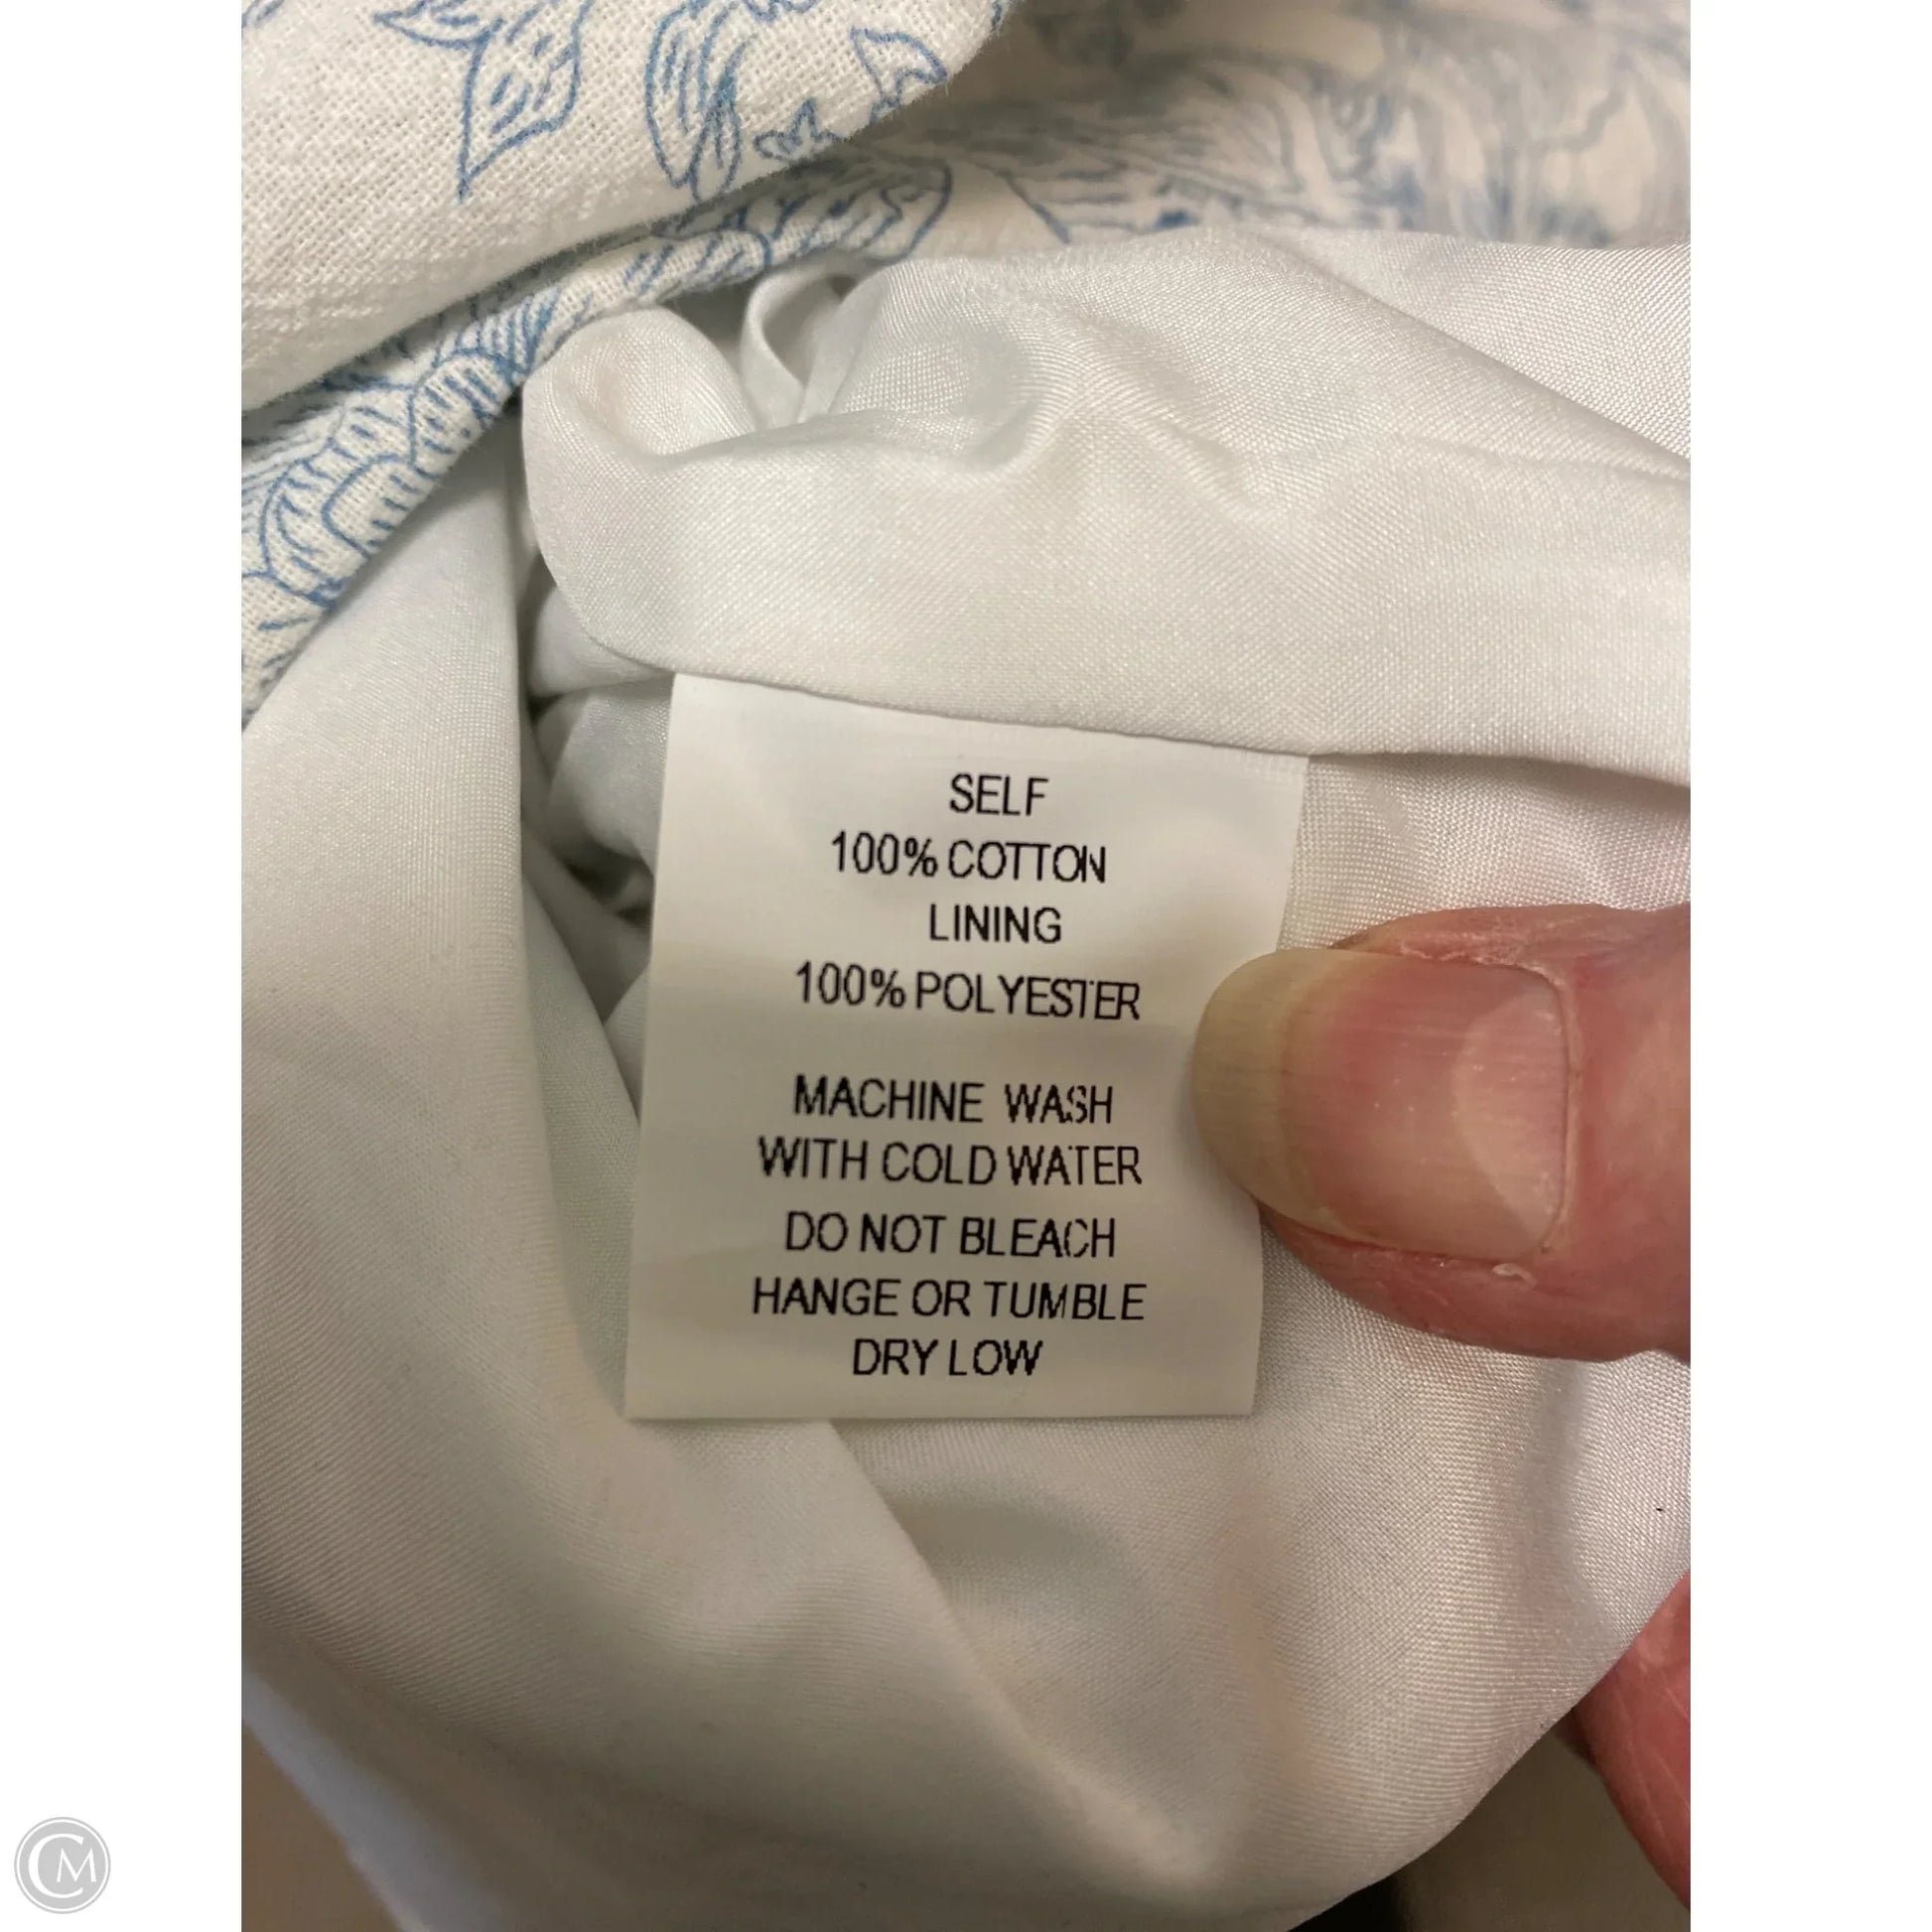 SELF
100% COTTON
LINING
100% POLYESTER
MACHINE WASH
WITH COLD WATER
DO NOT BLEACH
HANGE OR TUMBLE
DRY LOW
CM